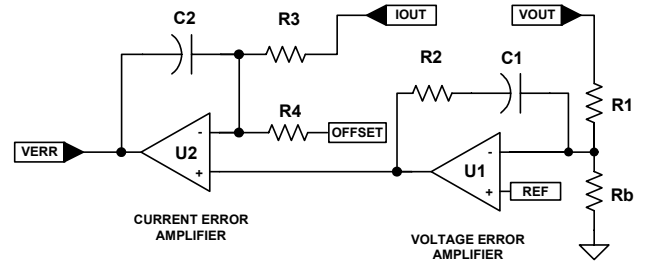 C2
R3
IOUT
VOUT
R2
C1
R1
R4
OFFSET
-
-
VERR
U2
U1
+
+
REF
Rb
CURRENT ERROR
AMPLIFIER
VOLTAGE ERROR
AMPLIFIER